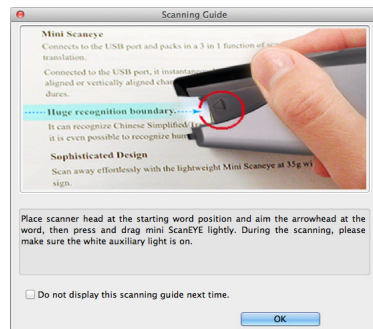 Scanning Guide
Mini Scaneye
Connects to the USB port and packs in a 3 in 1 function of
translation.
Connected to the USB port, it
aligned or vertically aligned
dures.
Huge recognition boundary.
It can recognize Chinese Simplified
it is even possible to recognize
Sophisticated Design
Scan away effortlessly with the lightweight Mini Scaneye at 35g
sign.
Place scanner head at the starting word position and aim the arrowhead at the
word, then press and drag mini ScanEYE lightly. During the scanning, please
make sure the white auxiliary light is on.
Do not display this scanning guide next time.
OK